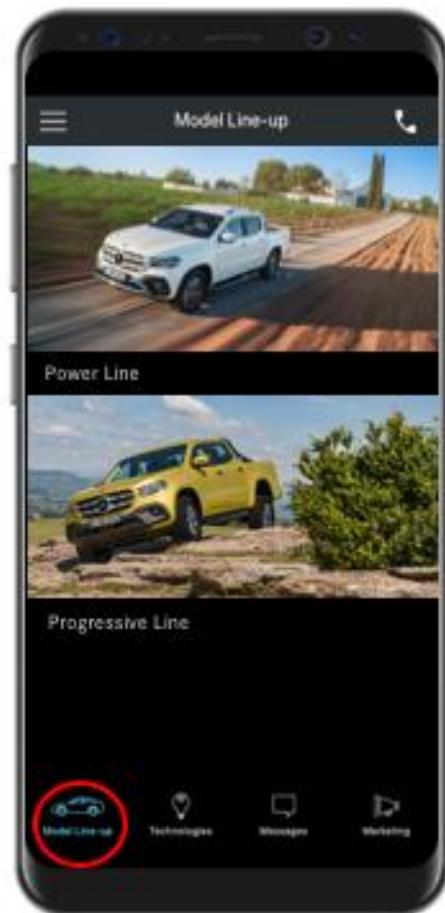 Model Line-up
Power Line
Progressive Line
Model Line-up
Technologies
Messages
Marketing